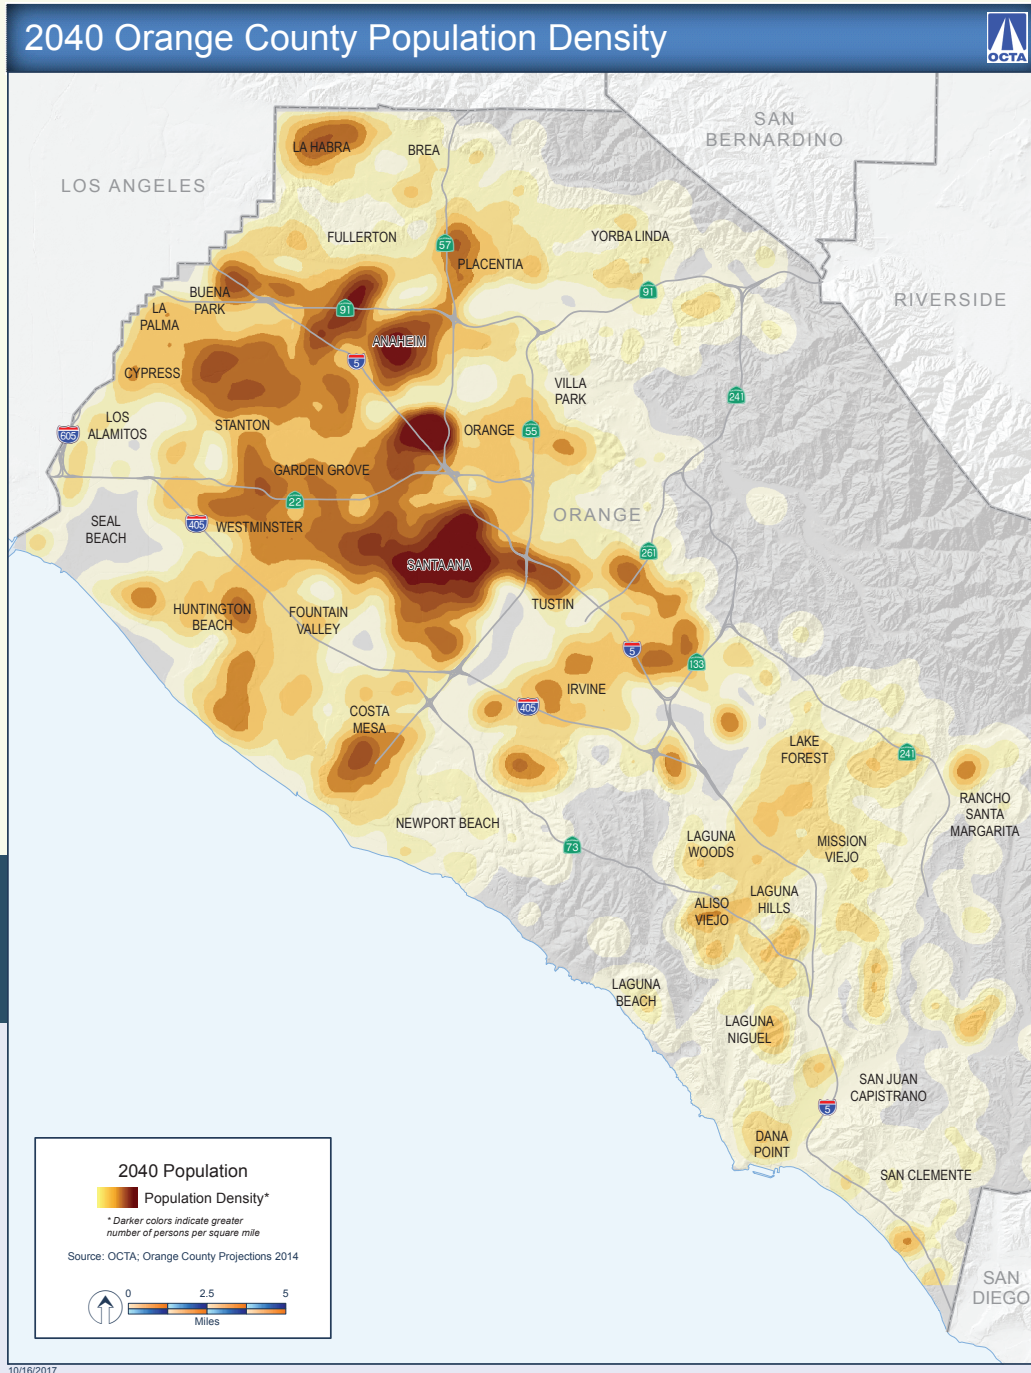 2040 Orange County Population Density
OCTA
SAN
BERNARDINO
LOS ANGELES
LA HABRA
BREA
FULLERTON
57
YORBA LINDA
PLACENTIA
BUENA
PARK
91
91
RIVERSIDE
LA
PALMA
ANAHEIM
5
CYPRESS
VILLA
PARK
241
LOS
ALAMITOS
605
STANTON
ORANGE
55
GARDEN GROVE
22
SEAL
BEACH
405
WESTMINSTER
ORANGE
261
SANTA ANA
TUSTIN
HUNTINGTON
BEACH
FOUNTAIN
VALLEY
5
133
IRVINE
405
COSTA
MESA
LAKE
FOREST
241
RANCHO
SANTA
MARGARITA
NEWPORT BEACH
73
LAGUNA
WOODS
MISSION
VIEJO
LAGUNA
HILLS
ALISO
VIEJO
LAGUNA
BEACH
LAGUNA
NIGUEL
SAN JUAN
CAPISTRANO
5
DANA
POINT
SAN CLEMENTE
SAN
DIEGO
2040 Population
Population Density*
* Darker colors indicate greater
number of persons per square mile
Source: OCTA; Orange County Projections 2014
0 2.5 5
Miles
10/16/2017